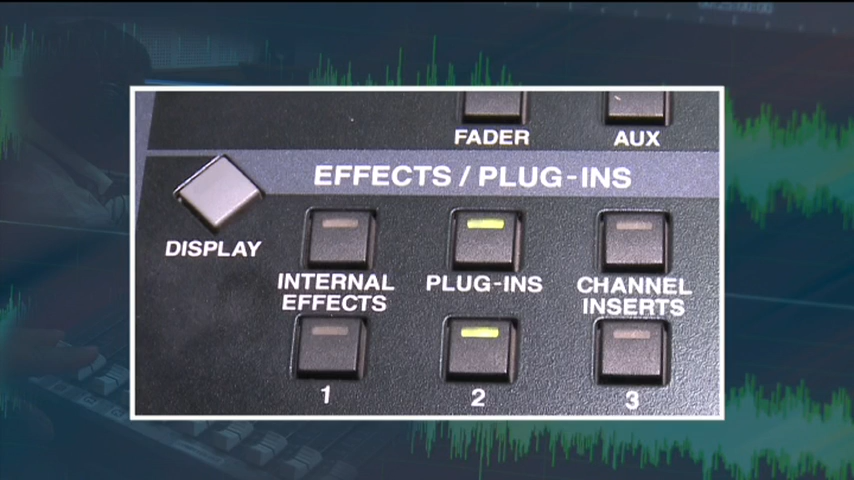 FADER AUX
EFFECTS / PLUG-INS
DISPLAY
INTERNAL
EFFECTS
PLUG-INS
CHANNEL
INSERTS
1 2 3